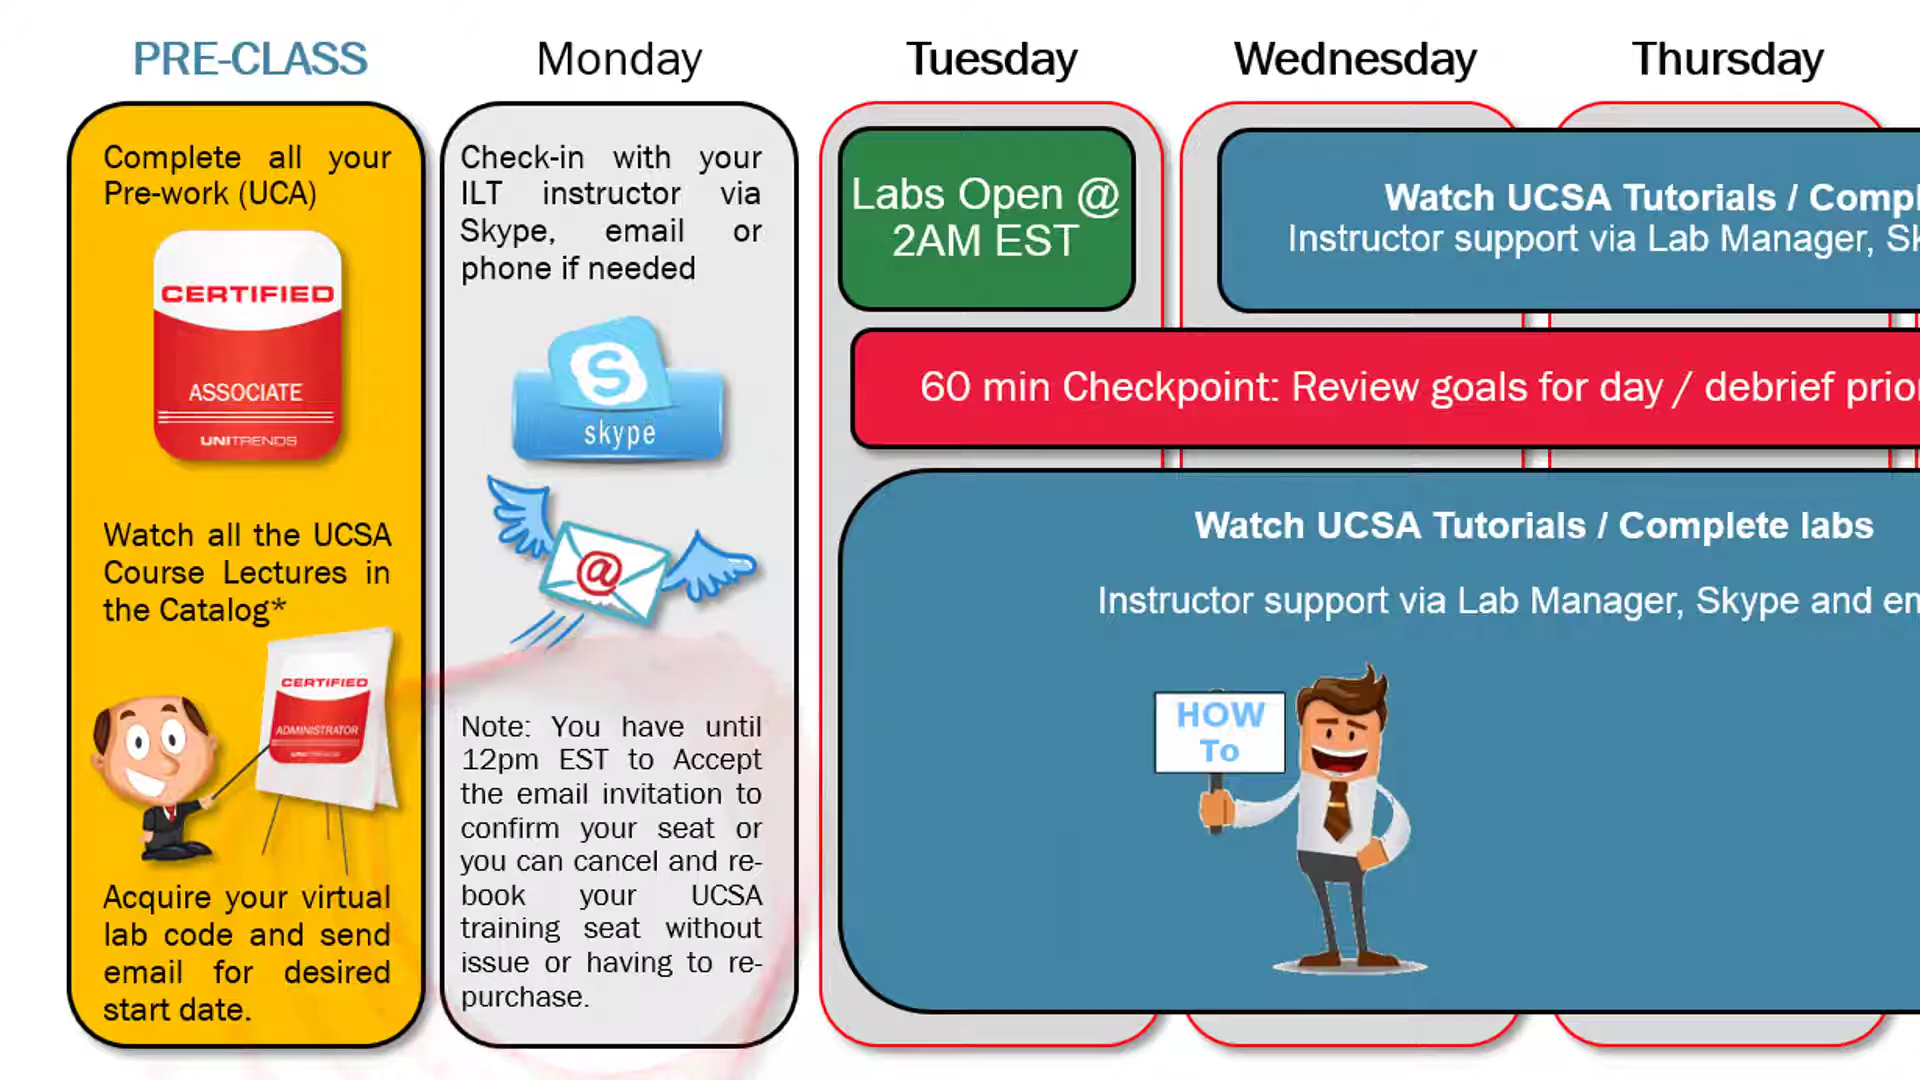 PRE-CLASS
Complete all your
Pre-work (UCA)
CERTIFIED
ASSOCIATE
UNITRENDS
Watch all the UCSA
Course Lectures in
the Catalog*
CERTIFIED
ADMINISTRATOR
Acquire your virtual
lab code and send
email for desired
start date.
Monday
Check-in with your
ILT instructor via
Skype, email or
phone if needed
S
skype
@
Note: You have until
12pm EST to Accept
the email invitation to
confirm your seat or
you can cancel and re-
book your UCSA
training seat without
issue or having to re-
purchase.
Tuesday
Wednesday
Thursday
Labs Open @
2AM EST
Watch UCSA Tutorials / Compl
Instructor support via Lab Manager, Sk
60 min Checkpoint: Review goals for day / debrief prio
Watch UCSA Tutorials / Complete labs
Instructor support via Lab Manager, Skype and em
HOW
To